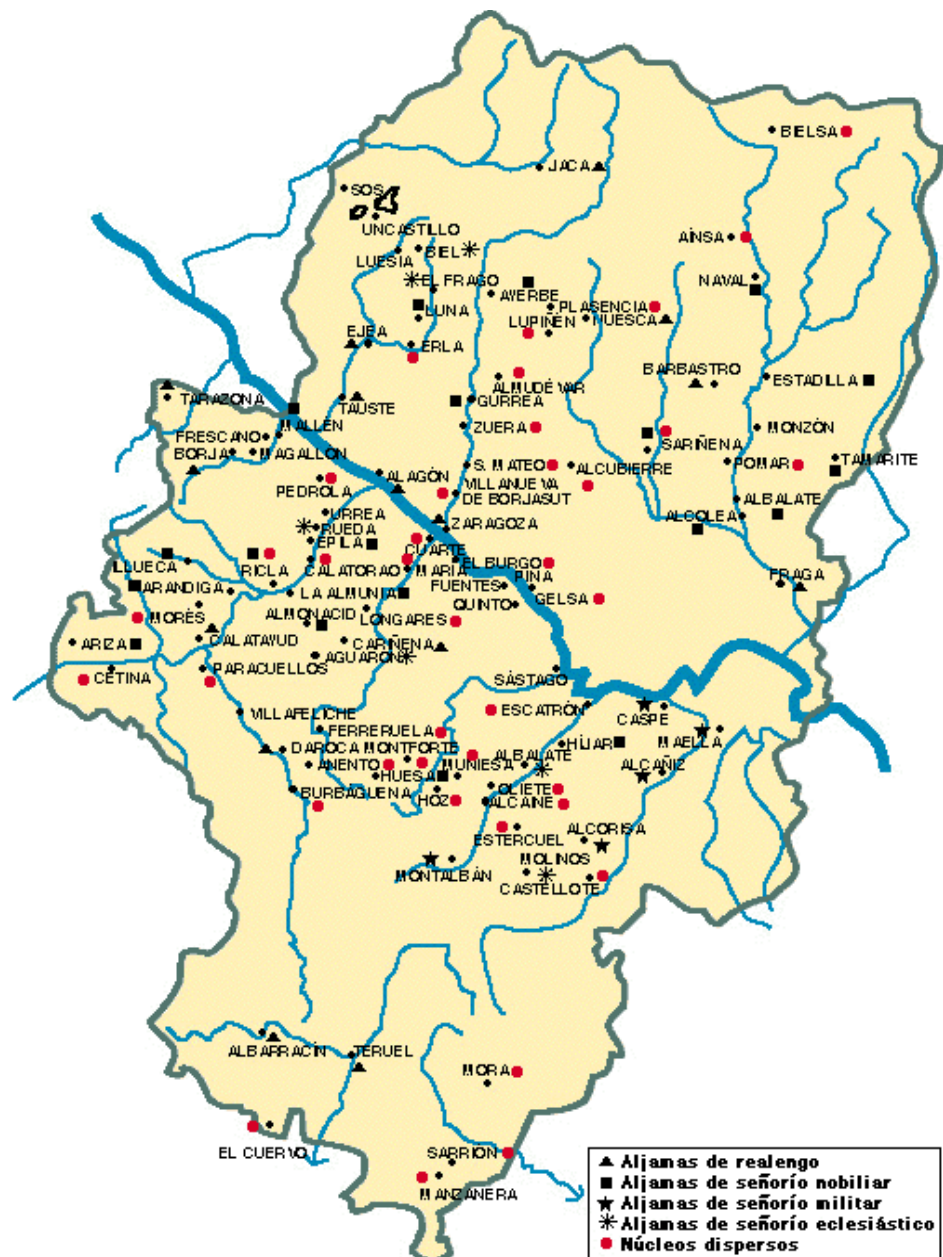 BIELSA
JACA
SOS
UNCASTILLO
AÍNSA
BIEL
LUESIA
NAVAL
EL FRAGO
AYERBE
PLASENCIA
LUNA
LUPIÑÉN
HUESCA
EJEA
ERLA
BARBASTRO
ESTADILLA
ALMUDÉVAR
TARAZONA
TAUSTE
GURREA
MALLÉN
FRESCANO
ZUERA
MONZÓN
SARIÑENA
BORJA
MAGALLÓN
TAMARITE
S. MATEO
ALCUBIERRE
POMAR
ALAGÓN
PEDROLA
VILLANUEVA
DE BORJASUT
ALBALATE
URREA
ALCOLEA
RUEDA
ZARAGOZA
EPILA
CUARTE
ILLUECA
RICLA
CALATORAO
MARÍA
EL BURGO
PINA
FUENTES
FRAGA
ARANDIGA
LA ALMUNIA
QUINTO
GELSA
MORÉS
ALMONACID
LONGARES
ARIZA
CALATAYUD
CARIÑENA
AGUARÓN
CETINA
PARACUELLOS
SÁSTAGO
VILLAFELICHE
ESCATRÓN
CASPE
FERRERUELA
MAELLA
DAROCA
MONTFORTE
ALBALATE
HÍJAR
ANENTO
MUNIESA
ALCAÑIZ
HUESA
OLIETE
BURBAGUENA
HOZ
ALCAINE
ESTERCUEL
ALCORISA
MOLINOS
MONTALBÁN
CASTELLOTE
ALBARRACÍN
TERUEL
MORA
EL CUERVO
SARRIÓN
MANZANERA
Aljamas de realengo
Aljamas de señorío nobiliar
Aljamas de señorío militar
Aljamas de señorío eclesiástico
Núcleos dispersos